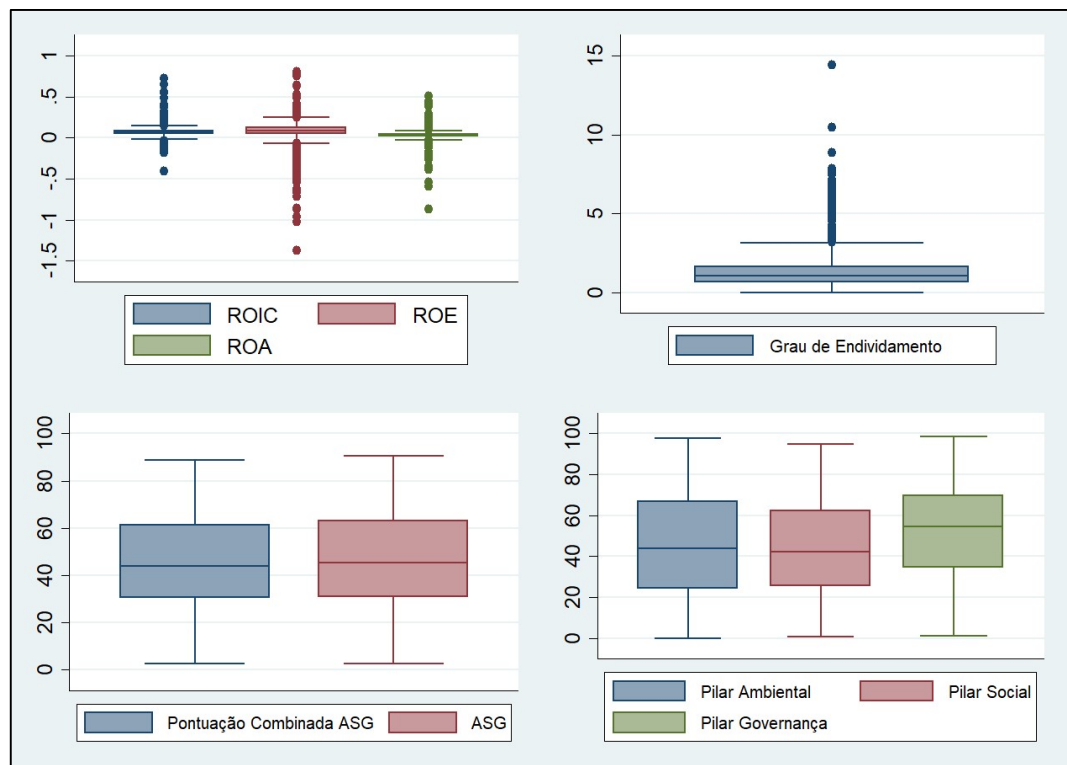 1
.5
0
-.5
-1
-1.5
ROIC
ROE
ROA
15
10
5
0
Grau de Endividamento
100
80
60
40
20
0
Pontuação Combinada ASG
ASG
100
80
60
40
20
0
Pilar Ambiental
Pilar Social
Pilar Governança